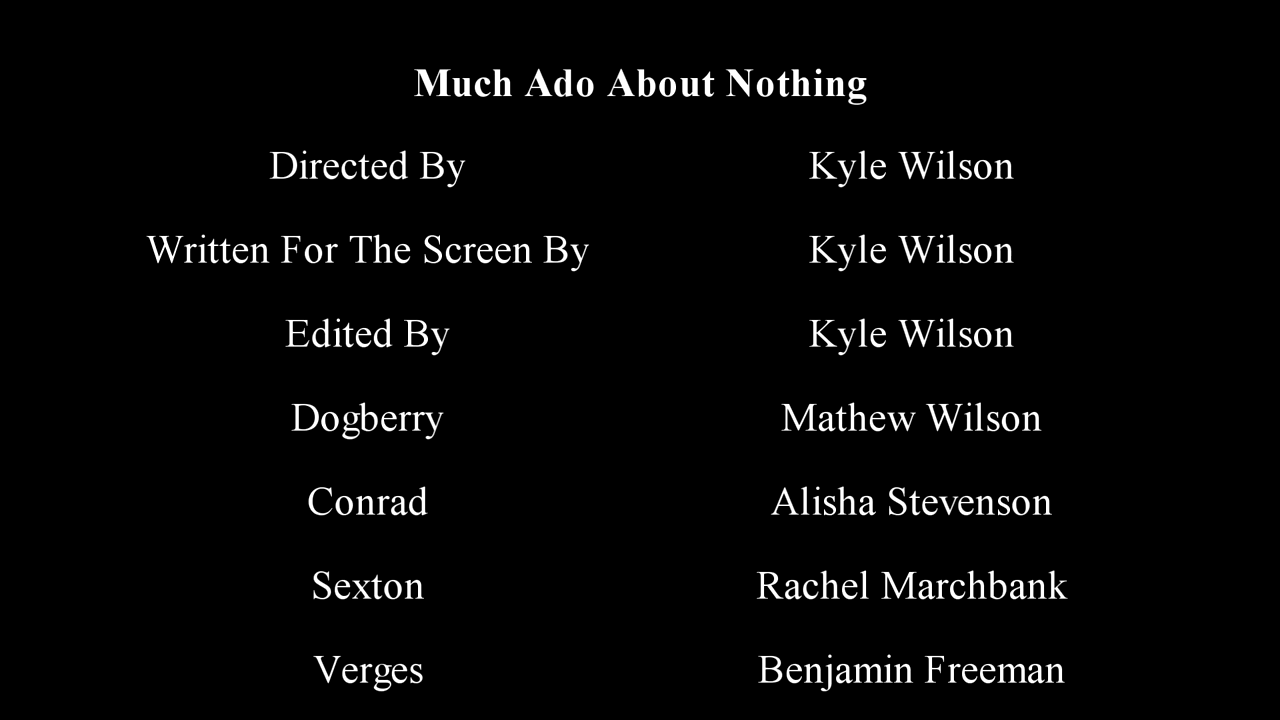 Much Ado About Nothing
Directed By Kyle Wilson
Written For The Screen By Kyle Wilson
Edited By Kyle Wilson
Dogberry Mathew Wilson
Conrad Alisha Stevenson
Sexton Rachel Marchbank
Verges Benjamin Freeman